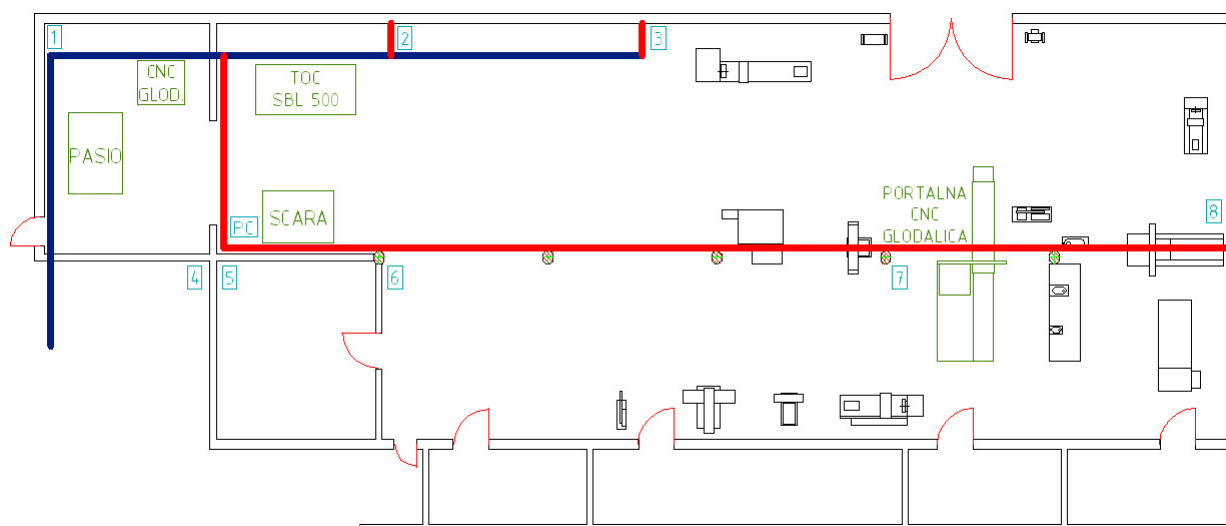 1
2
3
CNC
GLOD.
TOC
SBL 500
PASIO
PORTALNA
CNC
GLODALICA
PC
SCARA
8
4
5
6
7